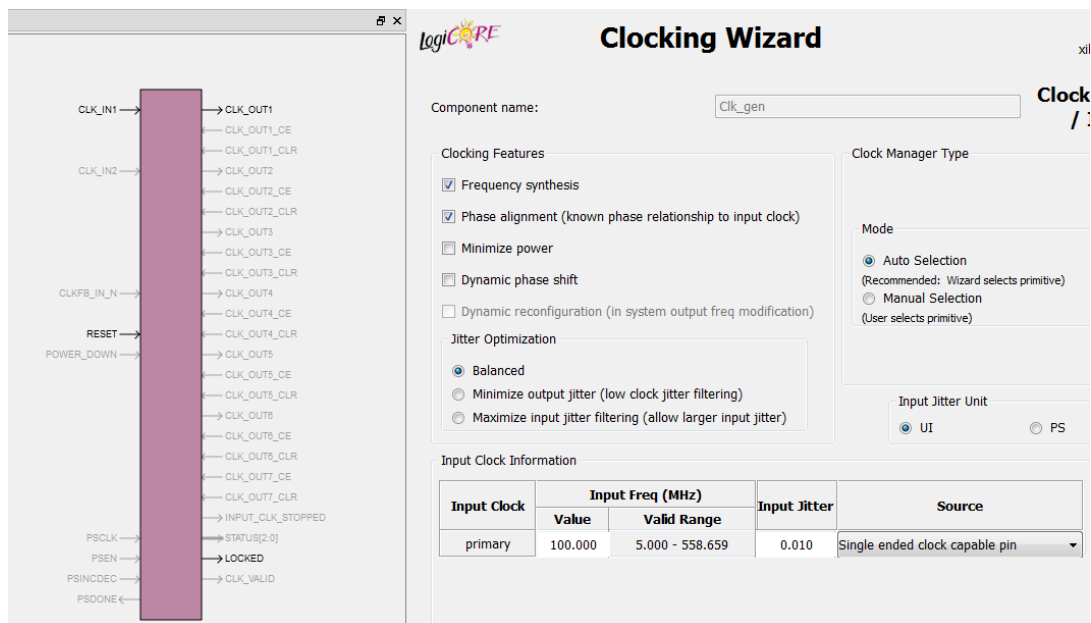 CLK_IN1
CLK_OUT1
CLK_OUT1_CE
CLK_OUT1_CLR
CLK_IN2
CLK_OUT2
CLK_OUT2_CE
CLK_OUT2_CLR
CLK_OUT3
CLK_OUT3_CE
CLK_OUT3_CLR
CLKFB_IN_N
CLK_OUT4
CLK_OUT4_CE
RESET
CLK_OUT4_CLR
POWER_DOWN
CLK_OUT5
CLK_OUT5_CE
CLK_OUT5_CLR
CLK_OUT6
CLK_OUT6_CE
CLK_OUT6_CLR
CLK_OUT7_CE
CLK_OUT7_CLR
INPUT_CLK_STOPPED
PSCLK
STATUS[2:0]
PSEN
LOCKED
PSINCDEC
CLK_VALID
PSDONE
LogiCORE
Clocking Wizard
xil
Component name:
Clk_gen
Clock
/ I
Clocking Features
Frequency synthesis
Phase alignment (known phase relationship to input clock)
Minimize power
Dynamic phase shift
Dynamic reconfiguration (in system output freq modification)
Jitter Optimization
Balanced
Minimize output jitter (low clock jitter filtering)
Maximize input jitter filtering (allow larger input jitter)
Clock Manager Type
Mode
Auto Selection
(Recommended: Wizard selects primitive)
Manual Selection
(User selects primitive)
Input Jitter Unit
UI
PS
Input Clock Information
Input Clock
Input Freq (MHz)
Value
Valid Range
Input Jitter
Source
primary
100.000
5.000 - 558.659
0.010
Single ended clock capable pin